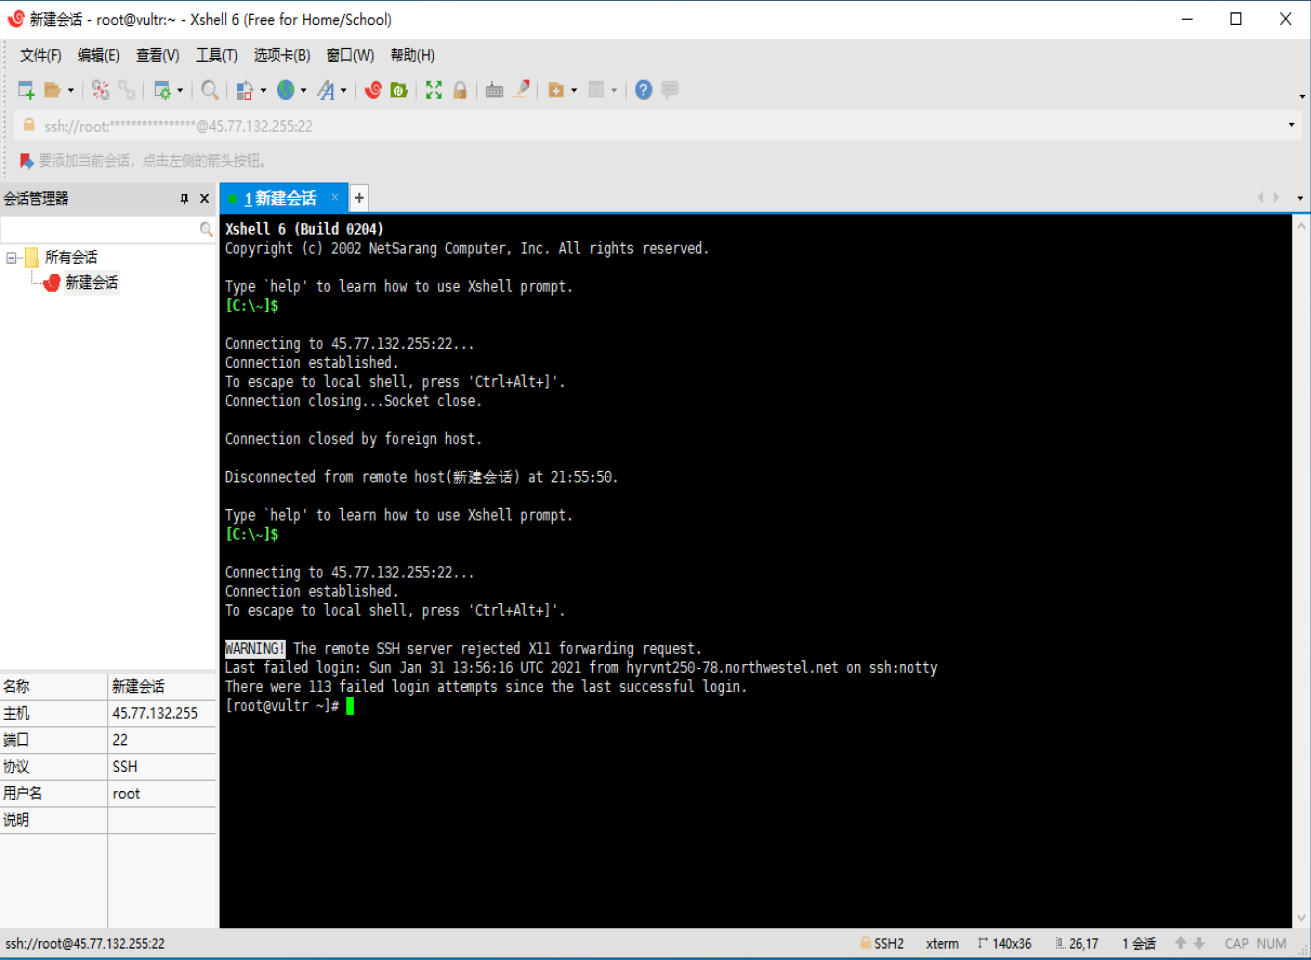 新建会话 - root@vultr:~ - Xshell 6 (Free for Home/School)
文件(F) 编辑(E) 查看(V) 工具(T) 选项卡(B) 窗口(W) 帮助(H)
ssh://root:****************@45.77.132.255:22
要添加当前会话，点击左侧的箭头按钮。
会话管理器
1 新建会话
所有会话
新建会话
Xshell 6 (Build 0204)
Copyright (c) 2002 NetSarang Computer, Inc. All rights reserved.
Type `help' to learn how to use Xshell prompt.
[C:\~]$
Connecting to 45.77.132.255:22...
Connection established.
To escape to local shell, press 'Ctrl+Alt+]'.
Connection closing...Socket close.
Connection closed by foreign host.
Disconnected from remote host(新建会话) at 21:55:50.
Type `help' to learn how to use Xshell prompt.
[C:\~]$
Connecting to 45.77.132.255:22...
Connection established.
To escape to local shell, press 'Ctrl+Alt+]'.
WARNING! The remote SSH server rejected X11 forwarding request.
Last failed login: Sun Jan 31 13:56:16 UTC 2021 from hyrvnt250-78.northwestel.net on ssh:notty
There were 113 failed login attempts since the last successful login.
[root@vultr ~]#
名称 新建会话
主机 45.77.132.255
端口 22
协议 SSH
用户名 root
说明
ssh://root@45.77.132.255:22 SSH2 xterm 140x36 26,17 1 会话 CAP NUM